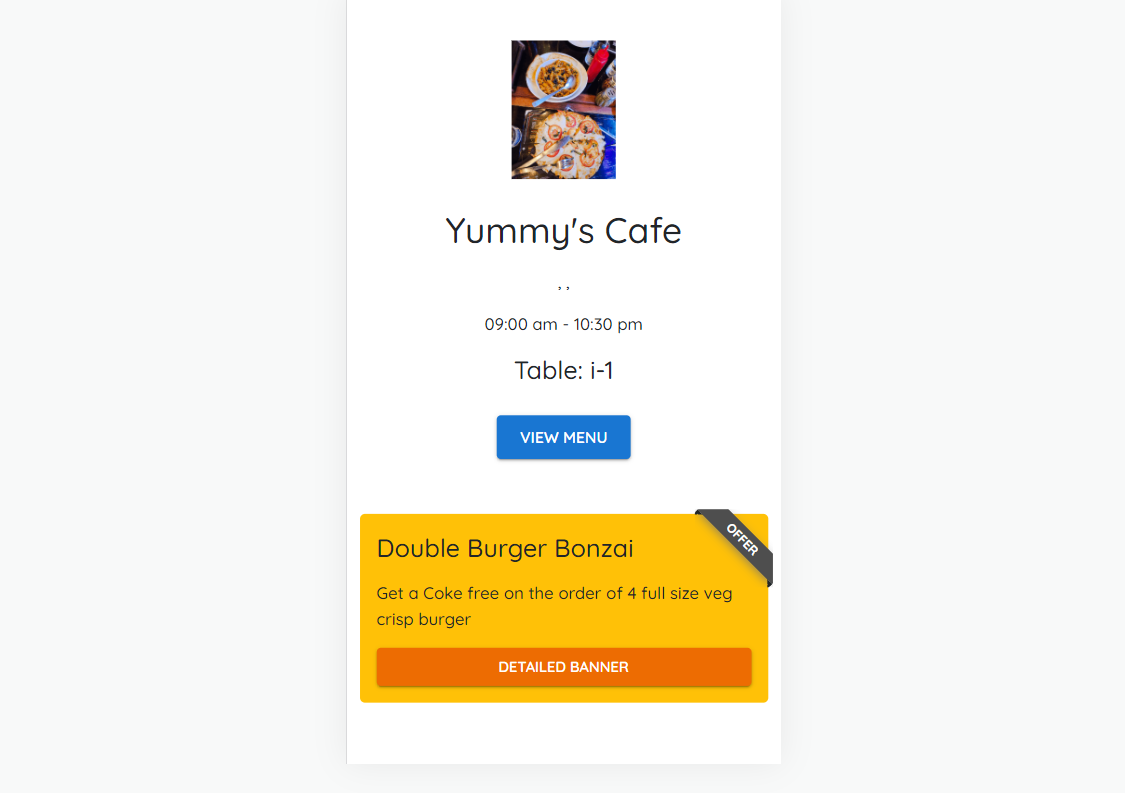 Yummy's Cafe
, ,
09:00 am - 10:30 pm
Table: i-1
VIEW MENU
OFFER
Double Burger Bonzai
Get a Coke free on the order of 4 full size veg
crisp burger
DETAILED BANNER